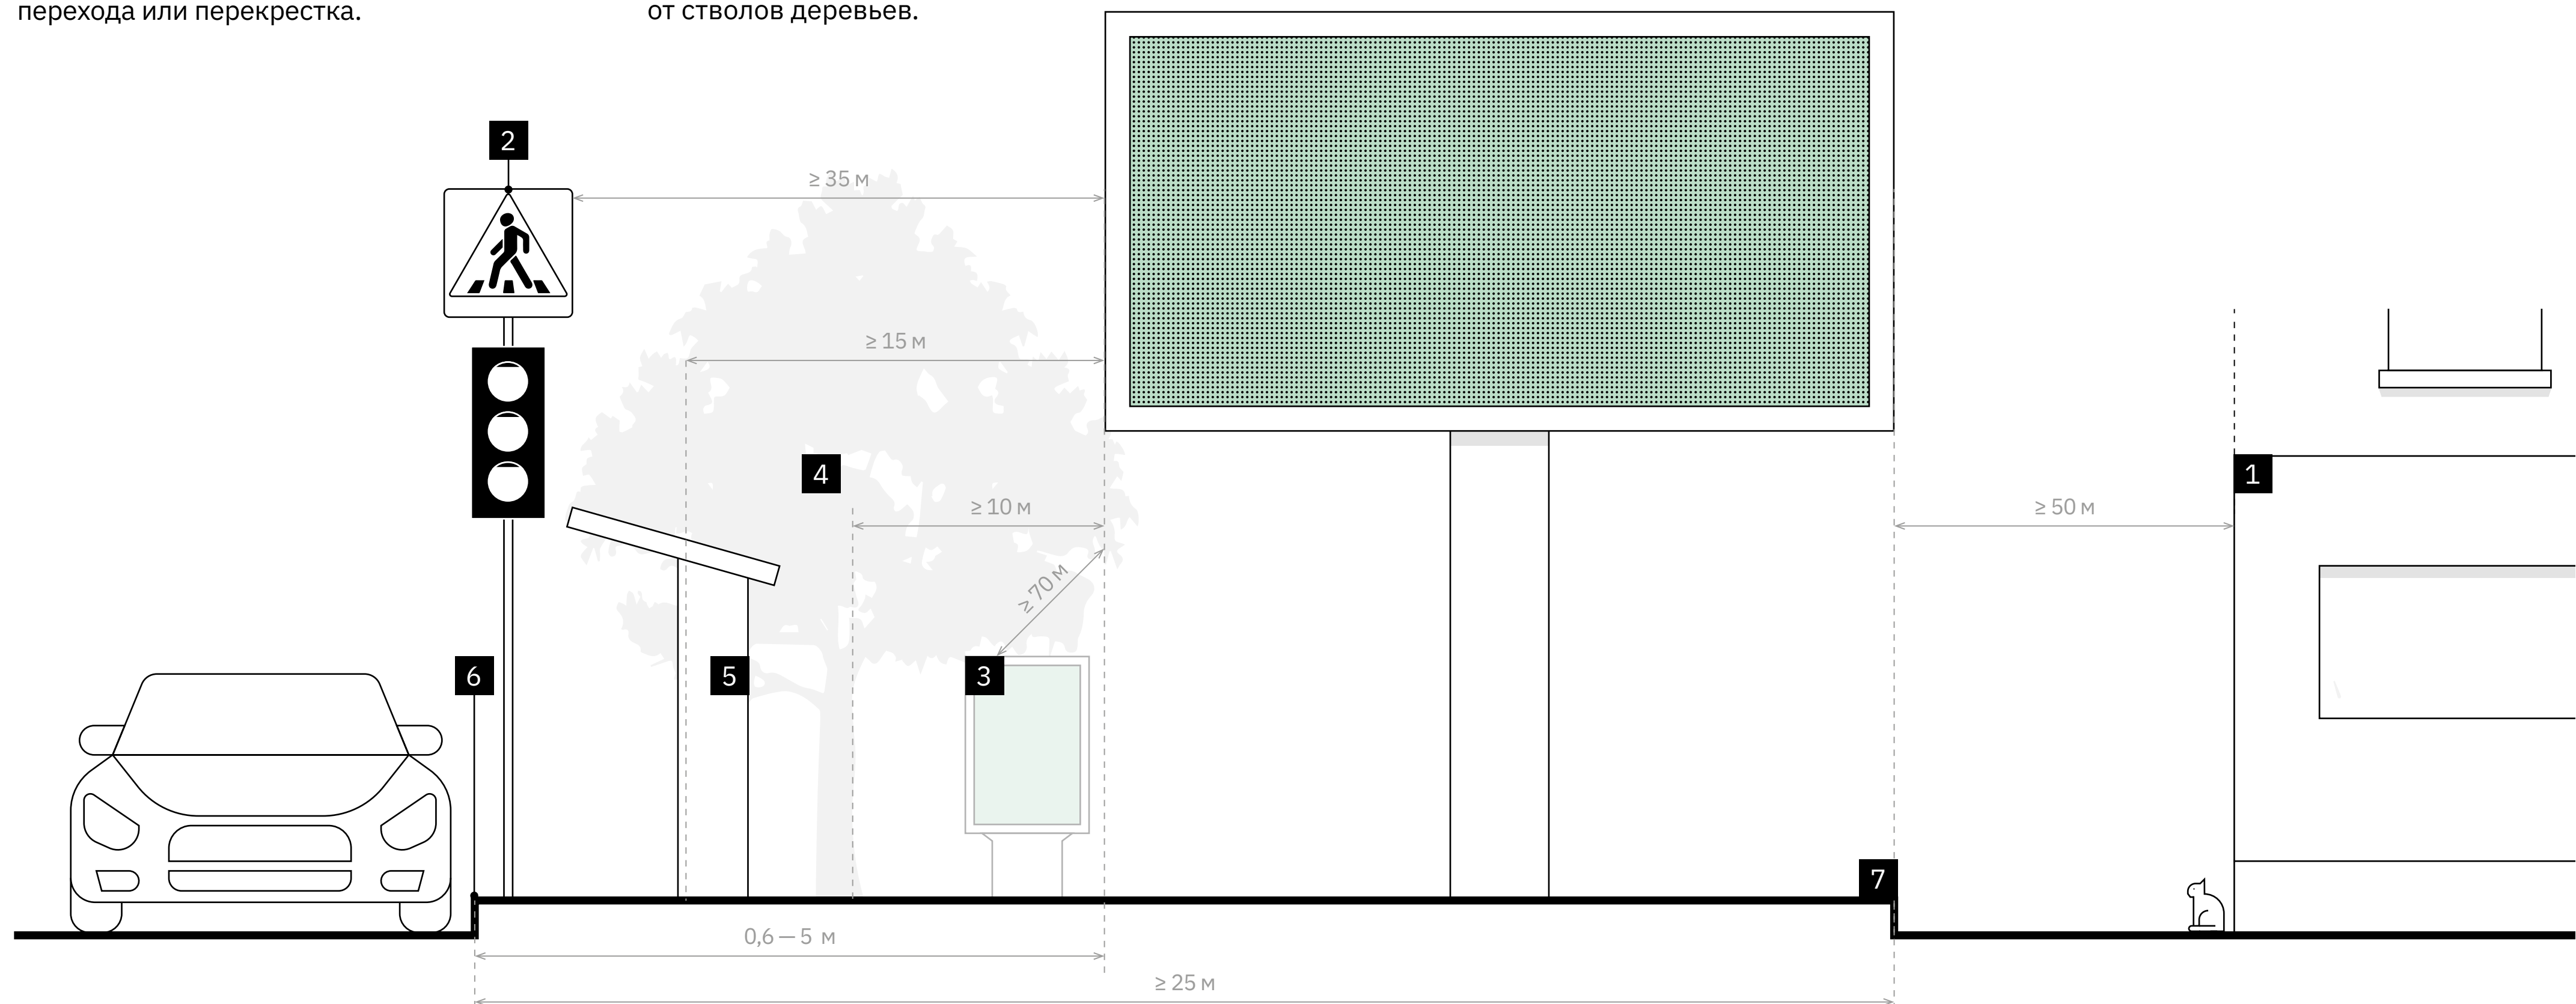 перехода или перекрестка.
от стволов деревьев.
2
≥ 35 м
≥ 15 м
4
1
≥ 10 м
≥ 50 м
≥ 70 м
6
5
3
7
0,6 — 5 м
≥ 25 м